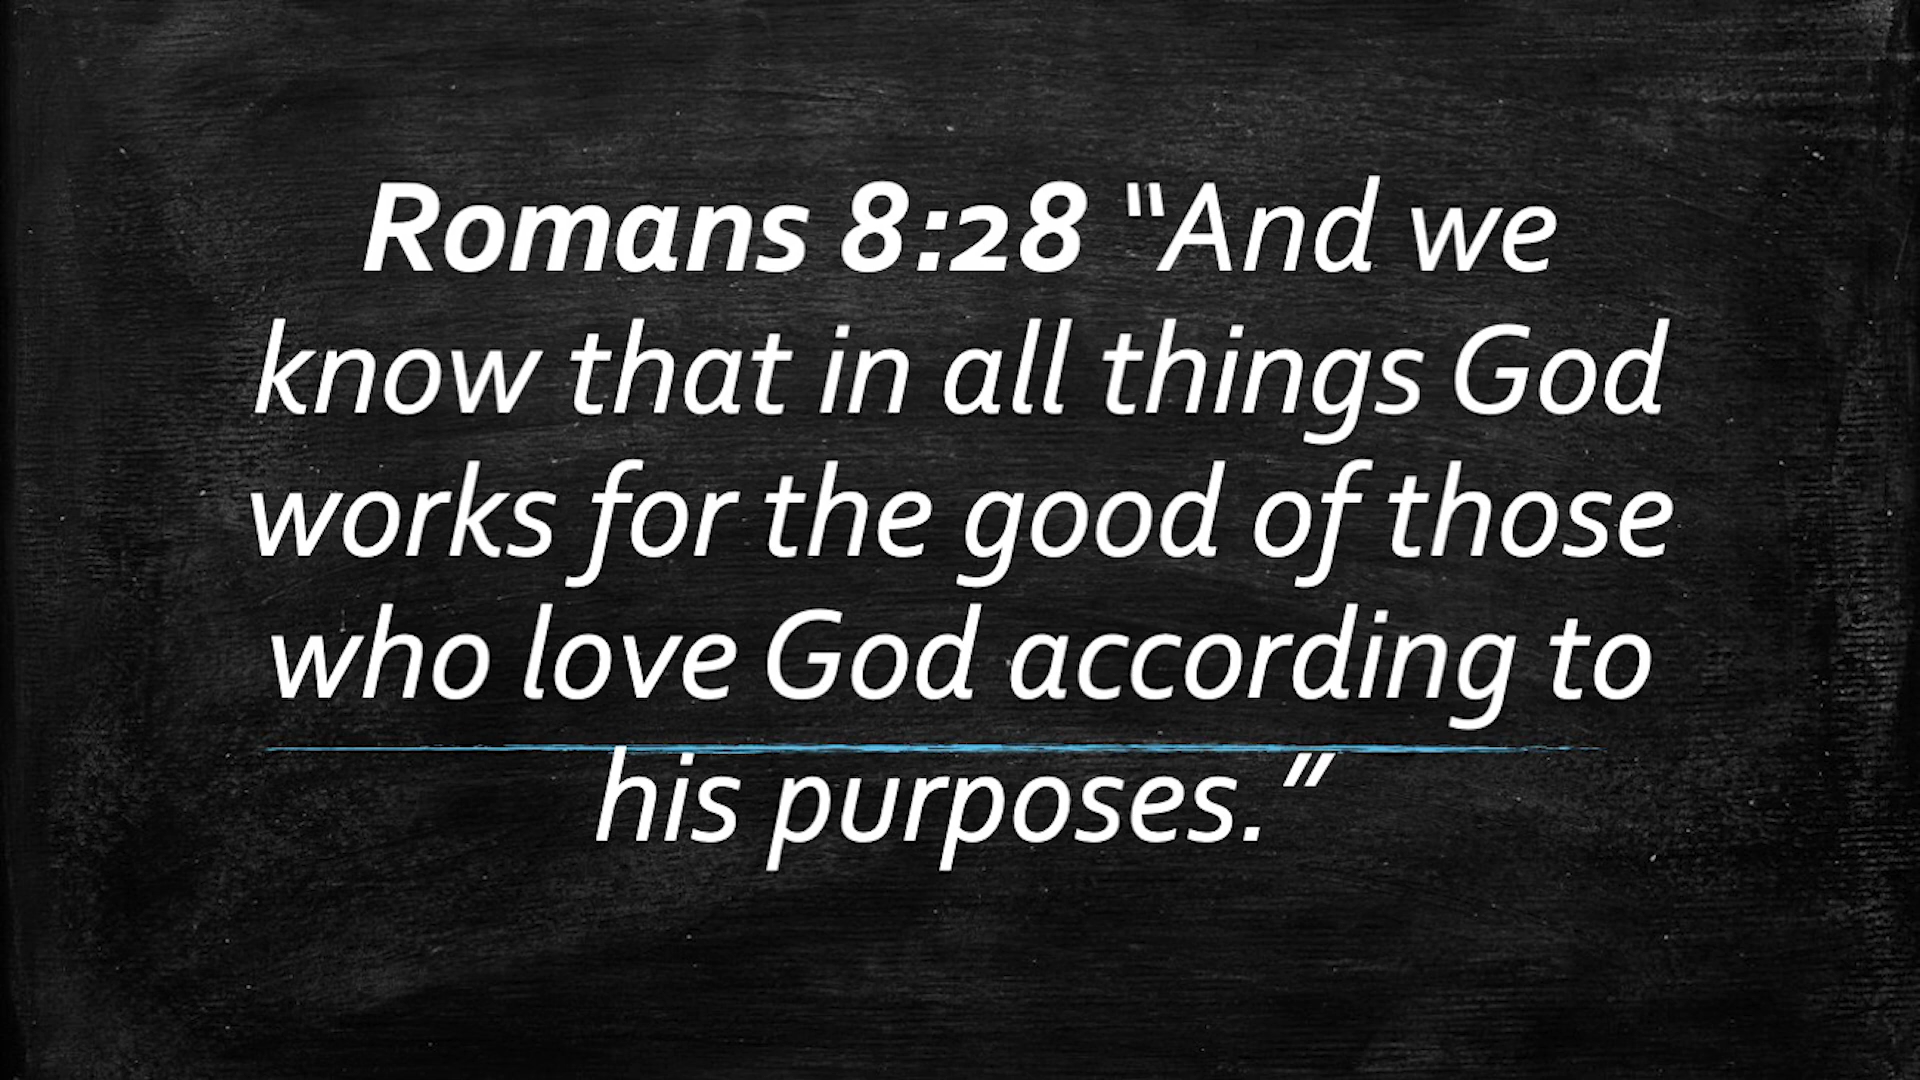 Romans 8:28 “And we
know that in all things God
works for the good of those
who love God according to
his purposes.”